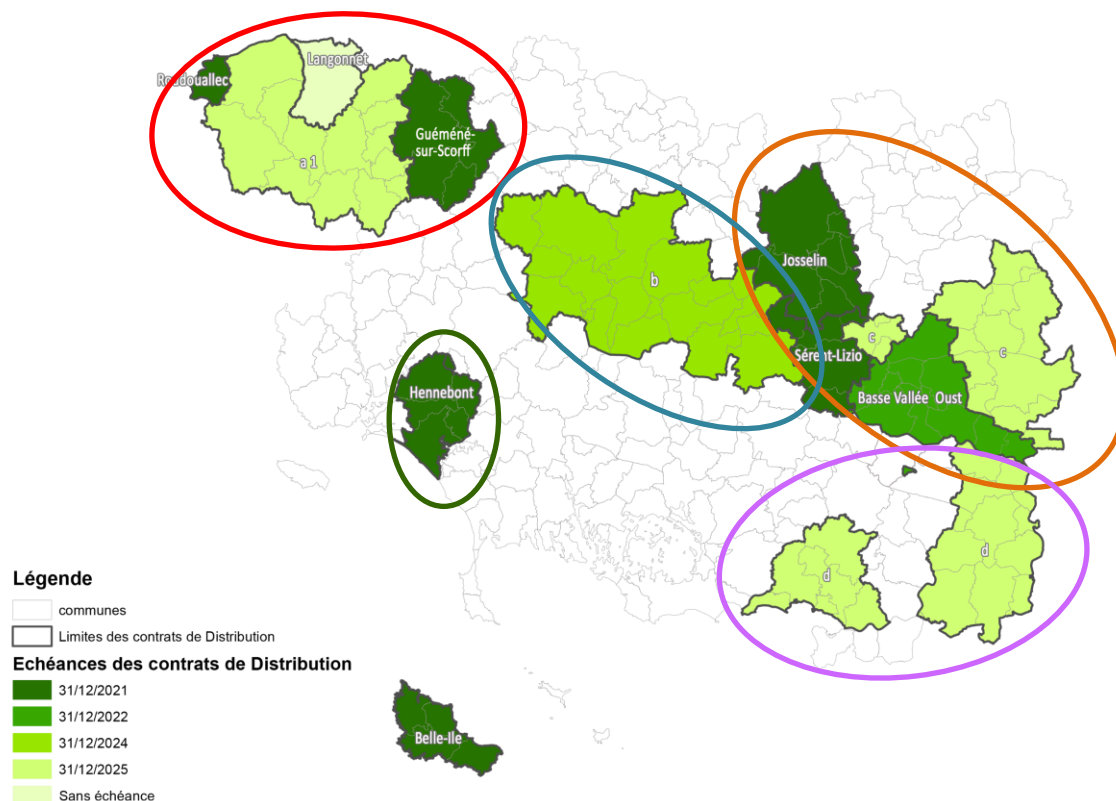 Langonnet
Roudouallec
Guéméné-
sur-Scorff
a 1
Josselin
b
c
Sérent-Lizio
c
Basse Vallée Oust
Hennebont
d
d
Légende
communes
Limites des contrats de Distribution
Echéances des contrats de Distribution
31/12/2021
31/12/2022
31/12/2024
31/12/2025
Sans échéance
Belle-Ile